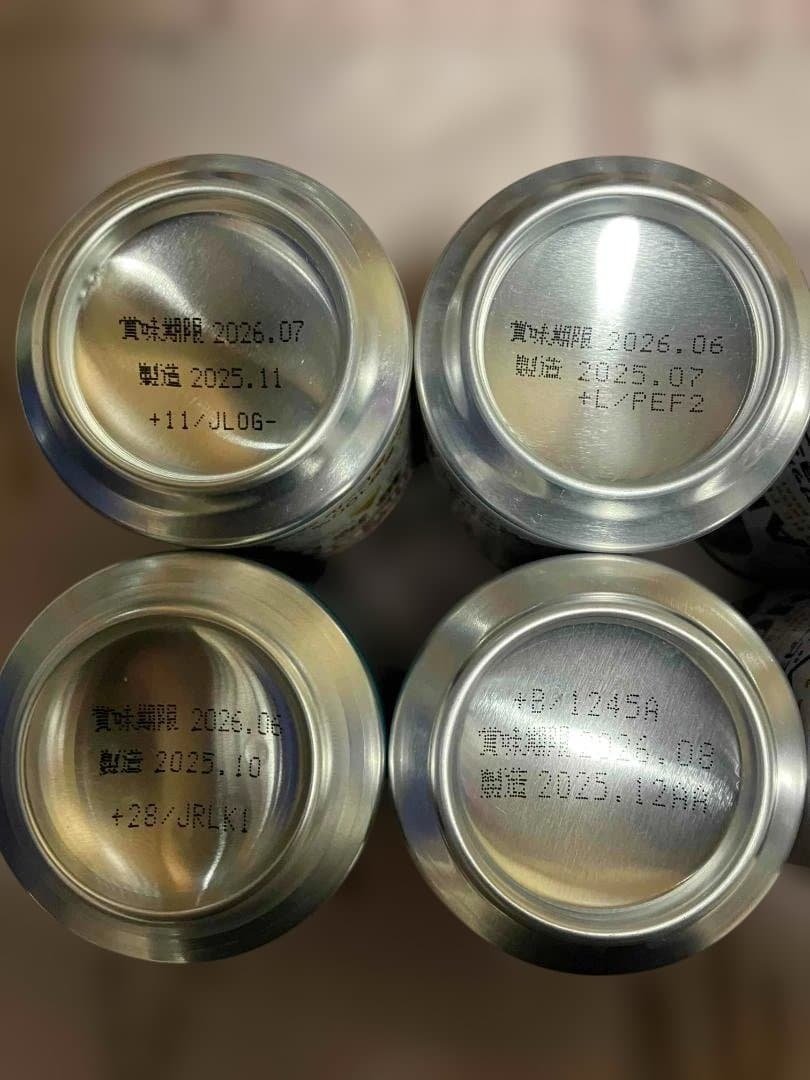 賞味期限 2026.07
製造 2025.11
+11/JLOG-
賞味期限 2026.06
製造 2025.07
+L/PEF2
賞味期限 2026.06
製造 2025.10
+28/JRLK1
+B/1245A
賞味期限 2026.08
製造 2025.12AA